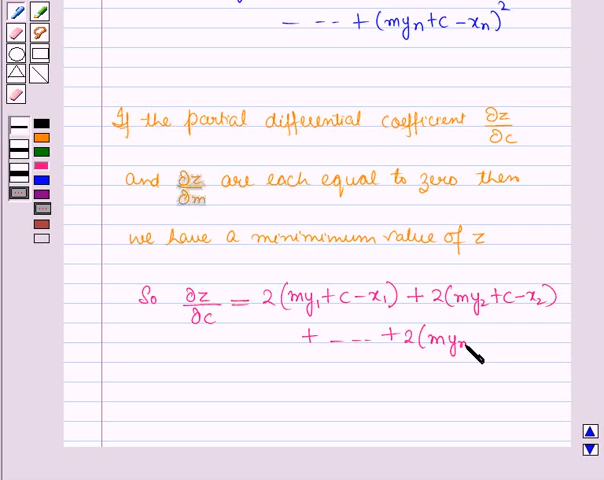 - - - - + (myₙ + c - xₙ)²
If the partial differential coefficient ∂z/∂c
and ∂z/∂m are each equal to zero then
we have a minimimum value of z
So ∂z/∂c = 2(my₁ + c - x₁) + 2(my₂ + c - x₂)
+ - - - - + 2(myₙ